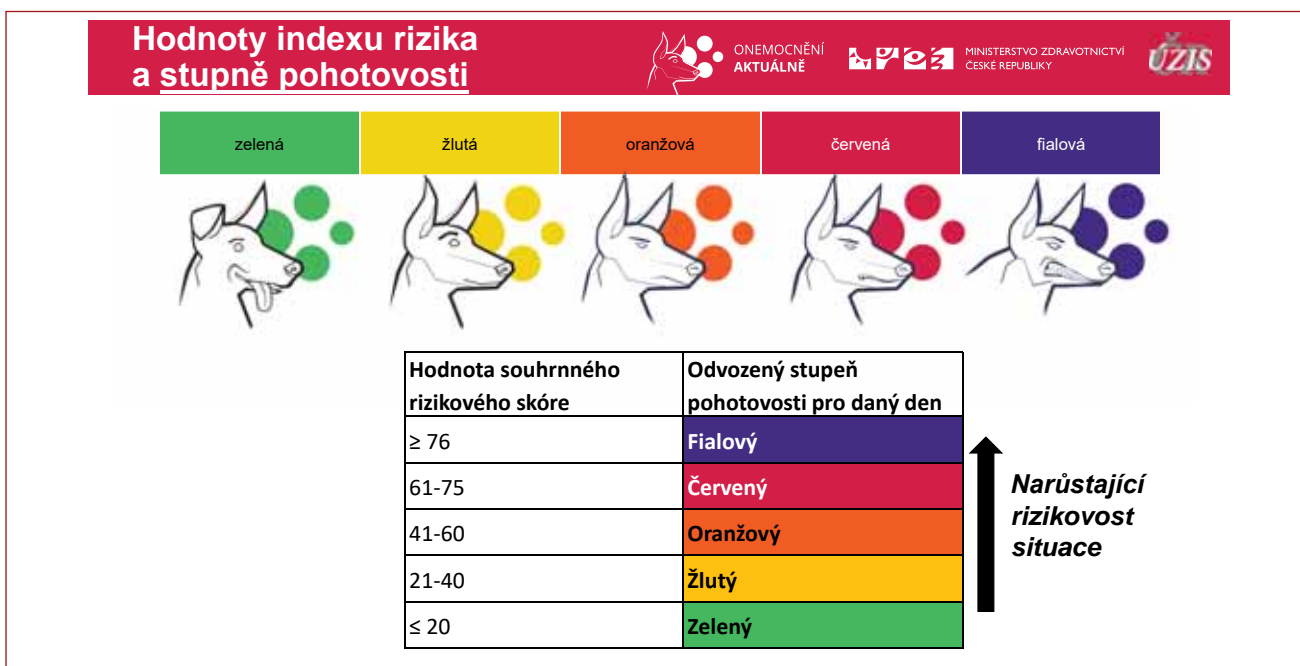 Hodnoty indexu rizika
a stupně pohotovosti
ONEMOCNĚNÍ
AKTUÁLNĚ
MINISTERSTVO ZDRAVOTNICTVÍ
ČESKÉ REPUBLIKY
ÚZIS
zelená
žlutá
oranžová
červená
fialová
Hodnota souhrnného
rizikového skóre
Odvozený stupeň
pohotovosti pro daný den
≥ 76
Fialový
61-75
Červený
41-60
Oranžový
21-40
Žlutý
≤ 20
Zelený
Narůstající
rizikovost
situace